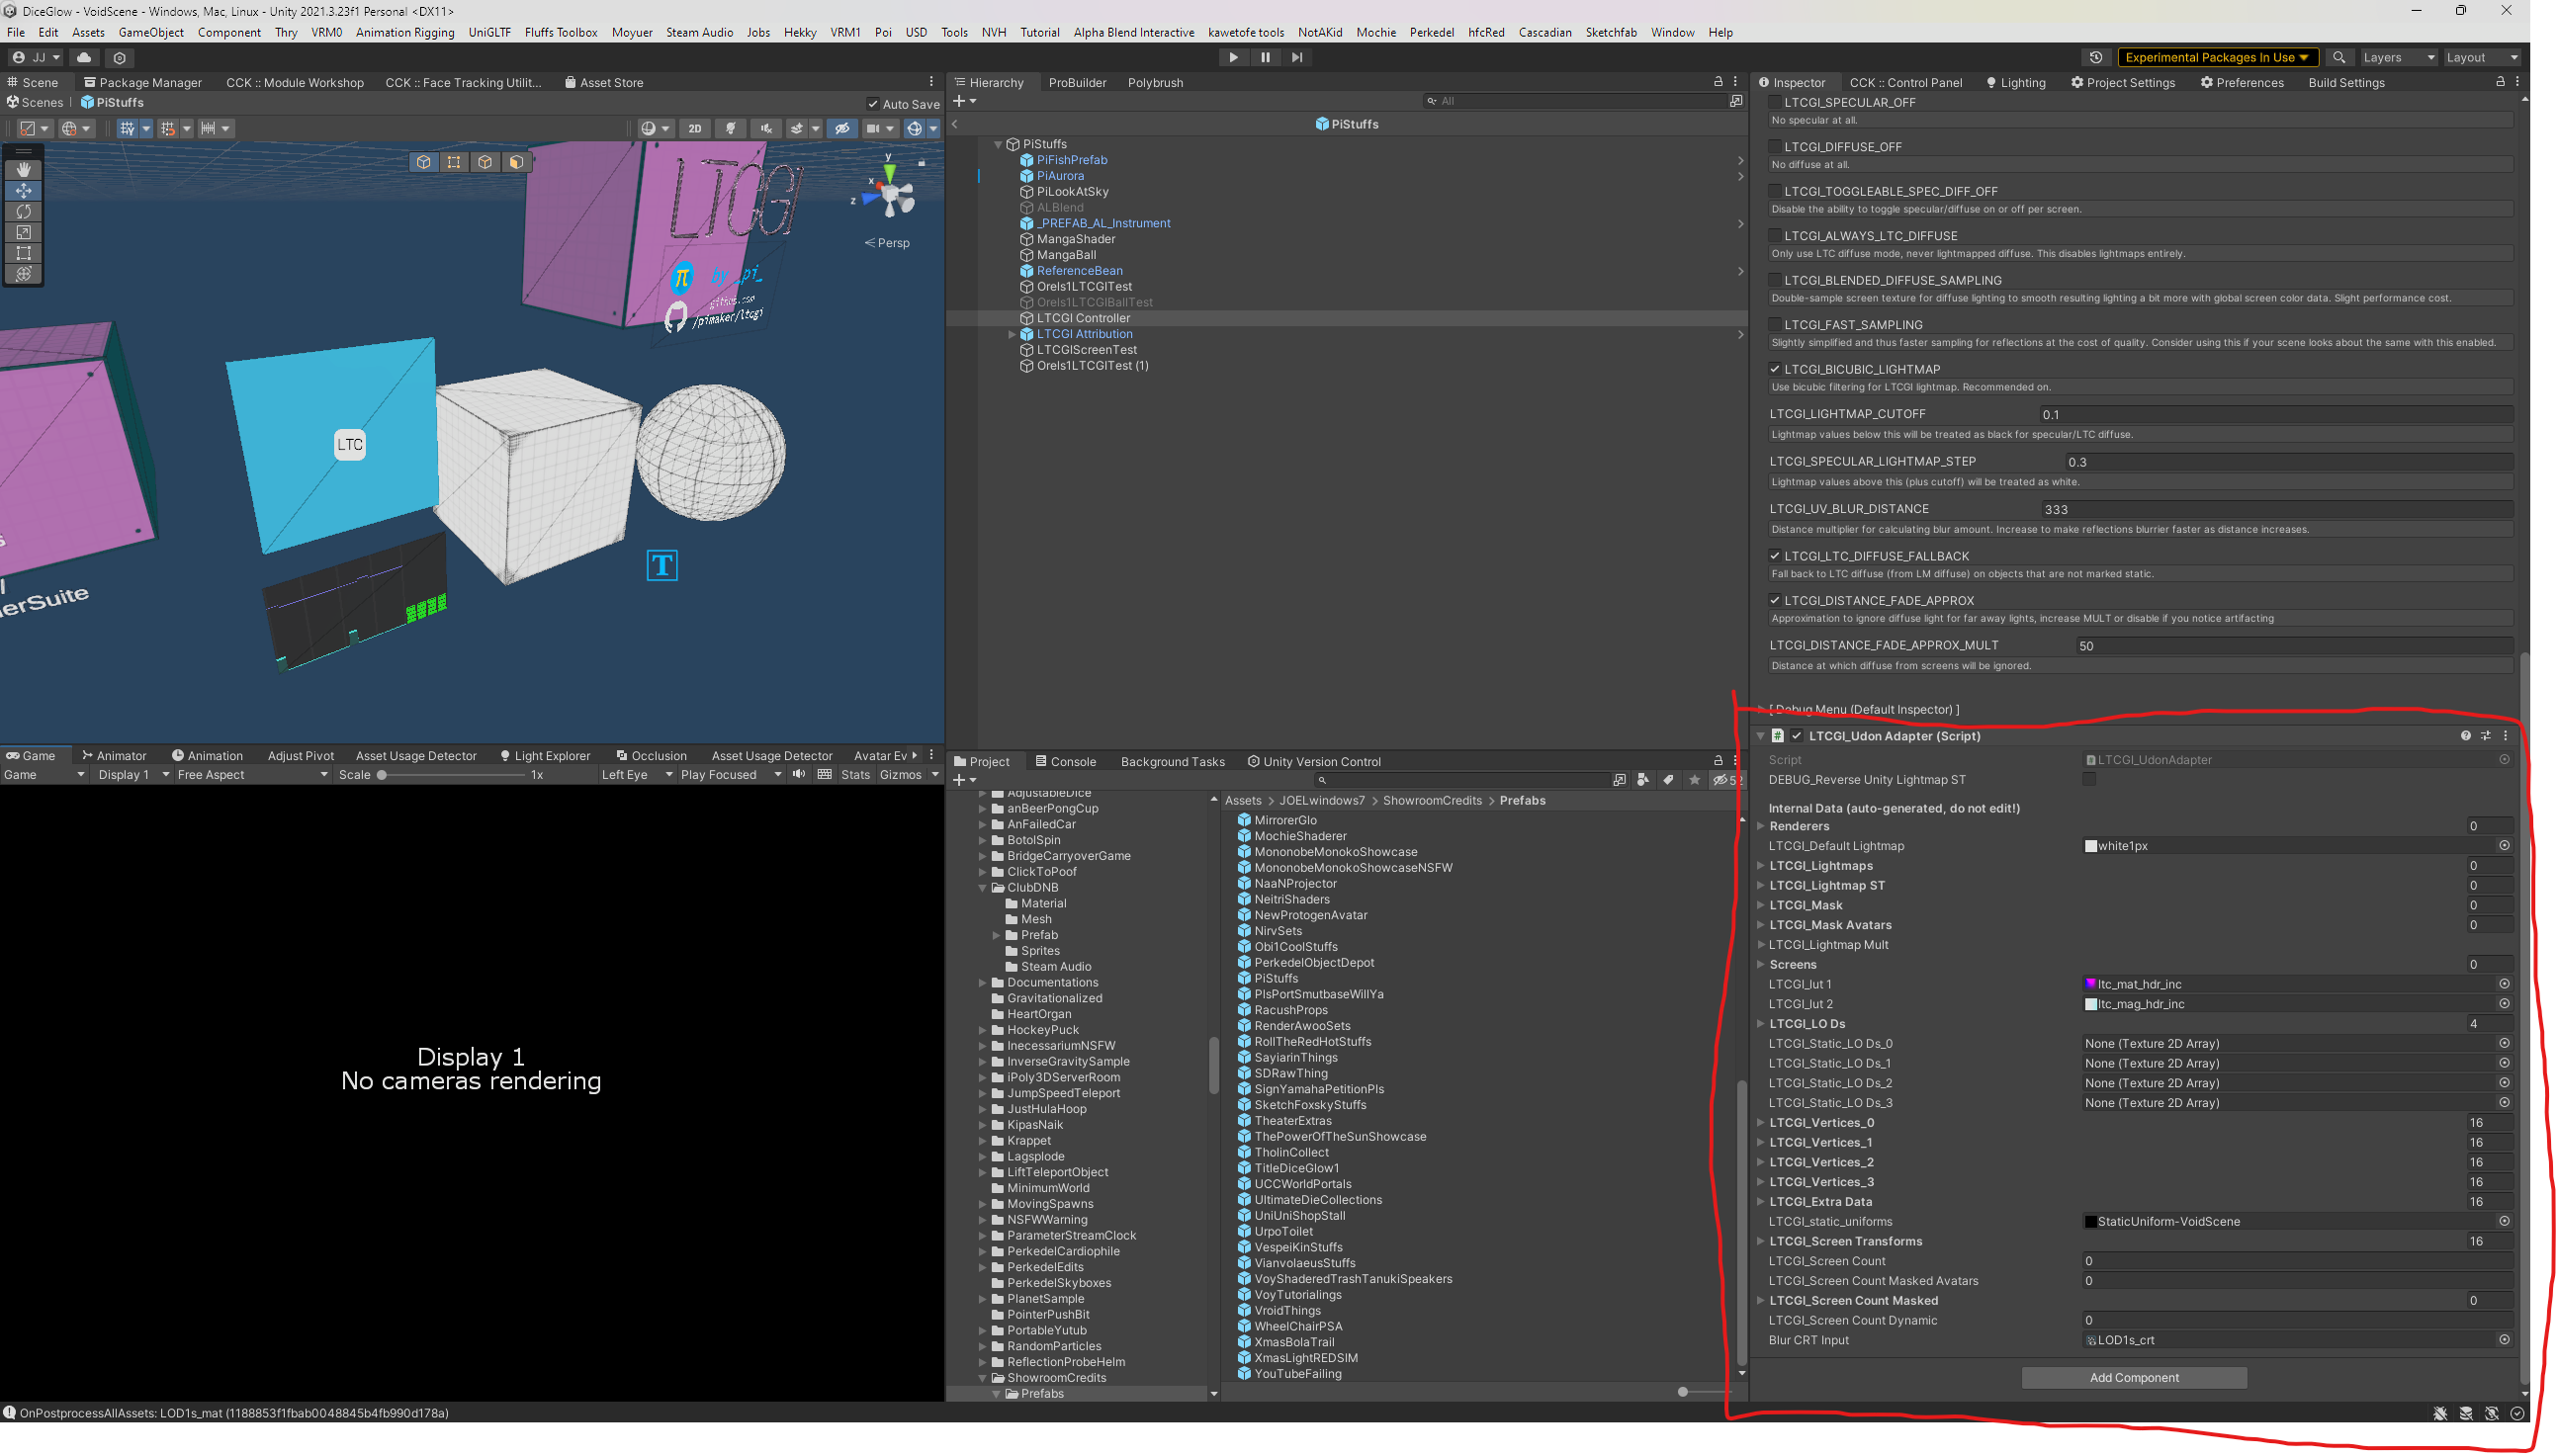 DiceGlow - VoidScene - Windows, Mac, Linux - Unity 2021.3.23f1 Personal <DX11>
File Edit Assets GameObject Component Thry VRM0 Animation Rigging UniGLTF Fluffs Toolbox Moyuer Steam Audio Jobs Hekky VRM1 Poi USD Tools NVH Tutorial Alpha Blend Interactive kawetofe tools NotAKid Mochie Perkedel hfcRed Cascadian Sketchfab Window Help
JJ
Experimental Packages In Use
Layers
Layout
Scene
Package Manager
CCK :: Module Workshop
CCK :: Face Tracking Utilit...
Asset Store
Scenes
PiStuffs
Auto Save
2D
LTCGI
π by _pi_
github.com
/pimaker/ltcgi
y
x
z
Persp
LTC
T
erSuite
Hierarchy
ProBuilder
Polybrush
All
PiStuffs
PiStuffs
PiFishPrefab
PiAurora
PiLookAtSky
ALBlend
_PREFAB_AL_Instrument
MangaShader
MangaBall
ReferenceBean
Orels1LTCGITest
Orels1LTCGIBallTest
LTCGI Controller
LTCGI Attribution
LTCGIScreenTest
Orels1LTCGITest (1)
Game
Animator
Animation
Adjust Pivot
Asset Usage Detector
Light Explorer
Occlusion
Asset Usage Detector
Avatar Ev
Game
Display 1
Free Aspect
Scale
1x
Left Eye
Play Focused
Stats
Gizmos
Display 1
No cameras rendering
Project
Console
Background Tasks
Unity Version Control
Assets > JOELwindows7 > ShowroomCredits > Prefabs
AdjustableDice
anBeerPongCup
AnFailedCar
BotolSpin
BridgeCarryoverGame
ClickToPoof
ClubDNB
Material
Mesh
Prefab
Sprites
Steam Audio
Documentations
Gravitationalized
HeartOrgan
HockeyPuck
InecessariumNSFW
InverseGravitySample
iPoly3DServerRoom
JumpSpeedTeleport
JustHulaHoop
KipasNaik
Krappet
Lagsplode
LiftTeleportObject
MinimumWorld
MovingSpawns
NSFWWarning
ParameterStreamClock
PerkedelCardiophile
PerkedelEdits
PerkedelSkyboxes
PlanetSample
PointerPushBit
PortableYutub
RandomParticles
ReflectionProbeHelm
ShowroomCredits
Prefabs
MirrorerGlo
MochieShaderer
MononobeMonokoShowcase
MononobeMonokoShowcaseNSFW
NaaNProjector
NeitriShaders
NewProtogenAvatar
NirvSets
Obi1CoolStuffs
PerkedelObjectDepot
PiStuffs
PlsPortSmutbaseWillYa
RacushProps
RenderAwooSets
RollTheRedHotStuffs
SayiarinThings
SDRawThing
SignYamahaPetitionPls
SketchFoxskyStuffs
TheaterExtras
ThePowerOfTheSunShowcase
TholinCollect
TitleDiceGlow1
UCCWorldPortals
UltimateDieCollections
UniUniShopStall
UrpoToilet
VespeiKinStuffs
VianvolaeusStuffs
VoyShaderedTrashTanukiSpeakers
VoyTutorialings
VroidThings
WheelChairPSA
XmasBolaTrail
XmasLightREDSIM
YouTubeFailing
Inspector
CCK :: Control Panel
Lighting
Project Settings
Preferences
Build Settings
LTCGI_SPECULAR_OFF
No specular at all.
LTCGI_DIFFUSE_OFF
No diffuse at all.
LTCGI_TOGGLEABLE_SPEC_DIFF_OFF
Disable the ability to toggle specular/diffuse on or off per screen.
LTCGI_ALWAYS_LTC_DIFFUSE
Only use LTC diffuse mode, never lightmapped diffuse. This disables lightmaps entirely.
LTCGI_BLENDED_DIFFUSE_SAMPLING
Double-sample screen texture for diffuse lighting to smooth resulting lighting a bit more with global screen color data. Slight performance cost.
LTCGI_FAST_SAMPLING
Slightly simplified and thus faster sampling for reflections at the cost of quality. Consider using this if your scene looks about the same with this enabled.
LTCGI_BICUBIC_LIGHTMAP
Use bicubic filtering for LTCGI lightmap. Recommended on.
LTCGI_LIGHTMAP_CUTOFF 0.1
Lightmap values below this will be treated as black for specular/LTC diffuse.
LTCGI_SPECULAR_LIGHTMAP_STEP 0.3
Lightmap values above this (plus cutoff) will be treated as white.
LTCGI_UV_BLUR_DISTANCE 333
Distance multiplier for calculating blur amount. Increase to make reflections blurrier faster as distance increases.
LTCGI_LTC_DIFFUSE_FALLBACK
Fall back to LTC diffuse (from LM diffuse) on objects that are not marked static.
LTCGI_DISTANCE_FADE_APPROX
Approximation to ignore diffuse light for far away lights, increase MULT or disable if you notice artifacting
LTCGI_DISTANCE_FADE_APPROX_MULT 50
Distance at which diffuse from screens will be ignored.
[ Debug Menu (Default Inspector) ]
LTCGI_Udon Adapter (Script)
Script LTCGI_UdonAdapter
DEBUG_Reverse Unity Lightmap ST
Internal Data (auto-generated, do not edit!)
Renderers 0
LTCGI_Default Lightmap white1px
LTCGI_Lightmaps 0
LTCGI_Lightmap ST 0
LTCGI_Mask 0
LTCGI_Mask Avatars 0
LTCGI_Lightmap Mult
Screens 0
LTCGI_lut 1 ltc_mat_hdr_inc
LTCGI_lut 2 ltc_mag_hdr_inc
LTCGI_LO Ds 4
LTCGI_Static_LO Ds_0 None (Texture 2D Array)
LTCGI_Static_LO Ds_1 None (Texture 2D Array)
LTCGI_Static_LO Ds_2 None (Texture 2D Array)
LTCGI_Static_LO Ds_3 None (Texture 2D Array)
LTCGI_Vertices_0 16
LTCGI_Vertices_1 16
LTCGI_Vertices_2 16
LTCGI_Vertices_3 16
LTCGI_Extra Data 16
LTCGI_static_uniforms StaticUniform-VoidScene
LTCGI_Screen Transforms 16
LTCGI_Screen Count 0
LTCGI_Screen Count Masked Avatars 0
LTCGI_Screen Count Masked 0
LTCGI_Screen Count Dynamic 0
Blur CRT Input LOD1s_crt
Add Component
OnPostprocessAllAssets: LOD1s_mat (1188853f1fbab0048845b4fb990d178a)